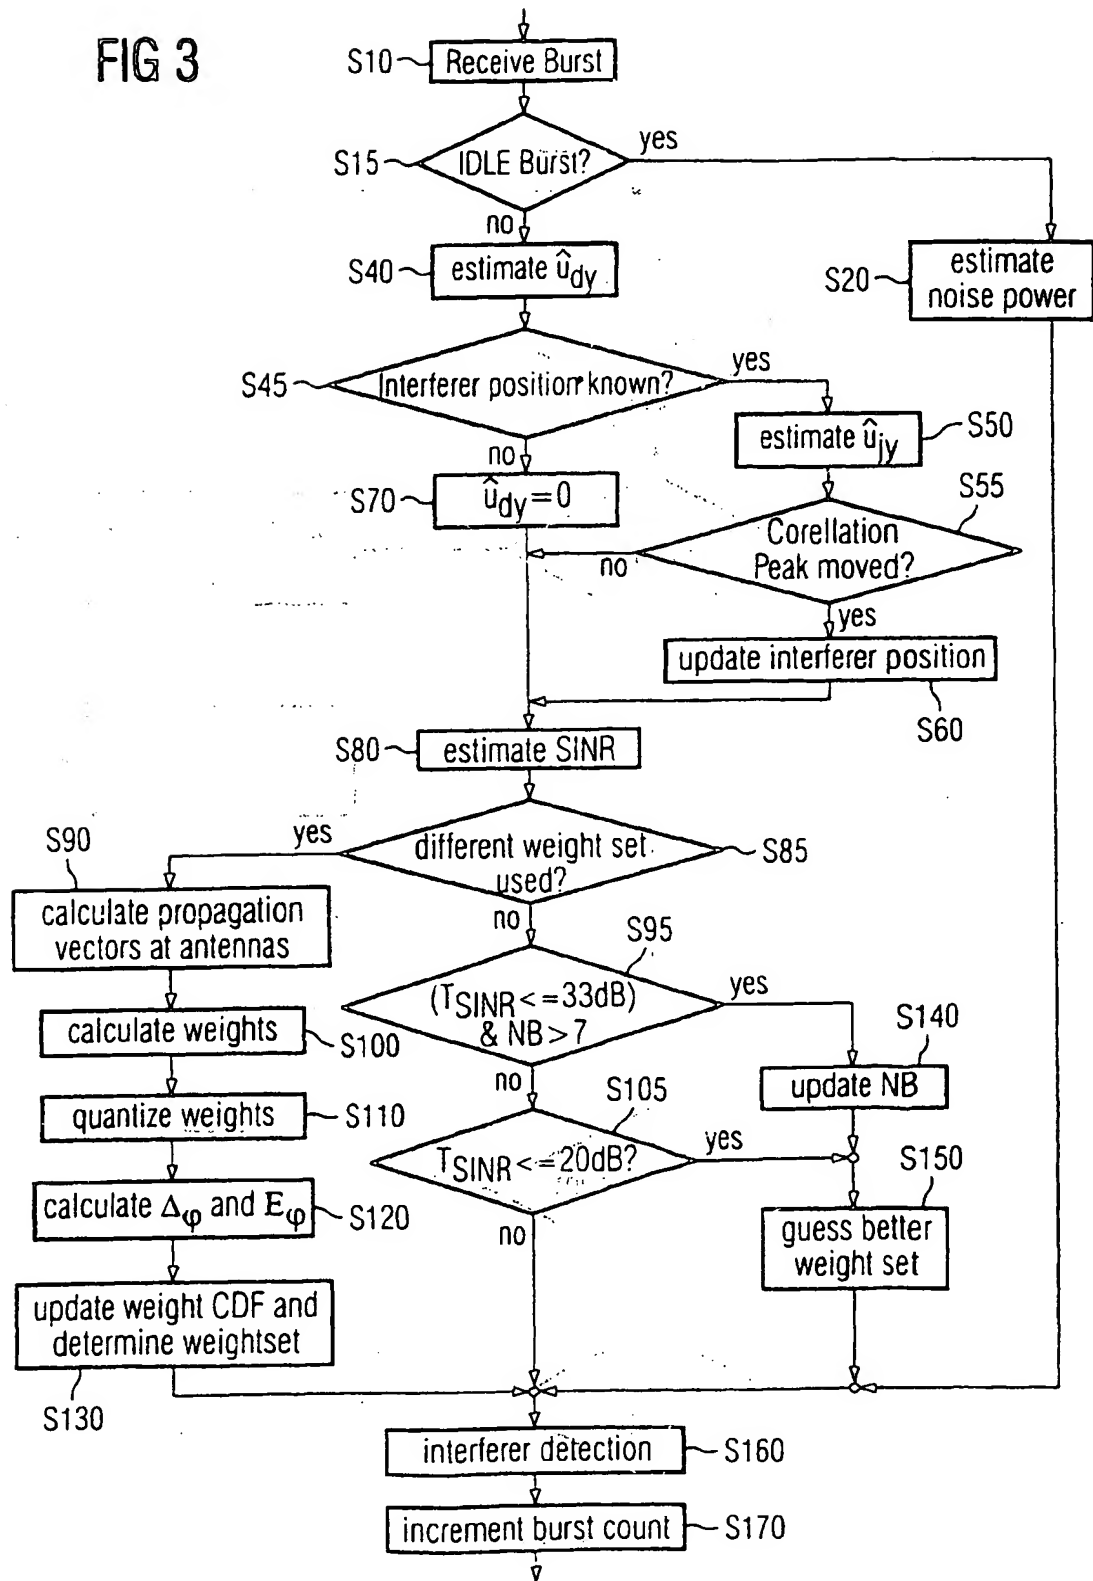 FIG 3
S10
Receive Burst
S15
IDLE Burst?
yes
no
S40
estimate û_dy
S20
estimate
noise power
S45
Interferer position known?
yes
no
estimate û_jy
S50
S70
û_dy = 0
S55
Corellation
Peak moved?
no
yes
update interferer position
S60
S80
estimate SINR
yes
S90
different weight set
used?
S85
no
calculate propagation
vectors at antennas
S95
(T_SINR <= 33dB)
& NB > 7
yes
no
calculate weights
S100
S140
update NB
quantize weights
S110
S105
T_SINR <= 20dB?
yes
no
S150
guess better
weight set
calculate Δ_φ and E_φ
S120
update weight CDF and
determine weightset
S130
interferer detection
S160
increment burst count
S170